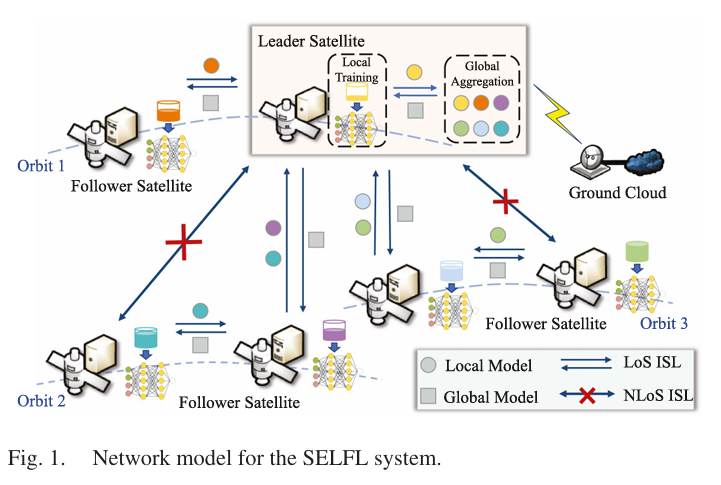 Leader Satellite
Local
Training
Global
Aggregation
Orbit 1
Follower Satellite
Ground Cloud
Follower Satellite
Orbit 3
Orbit 2
Follower Satellite
Local Model
LoS ISL
Global Model
NLoS ISL
Fig. 1. Network model for the SELFL system.